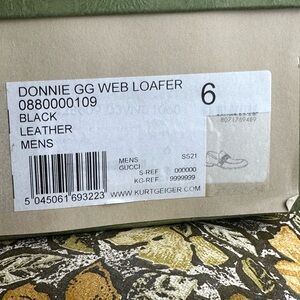 DONNIE GG WEB LOAFER
0880000109
6
BLACK
LEATHER
MENS
MENS SS21
GUCCI
S-REF 000000
KG-REF 9999999
5 045061 693223
WWW.KURTGEIGER.COM